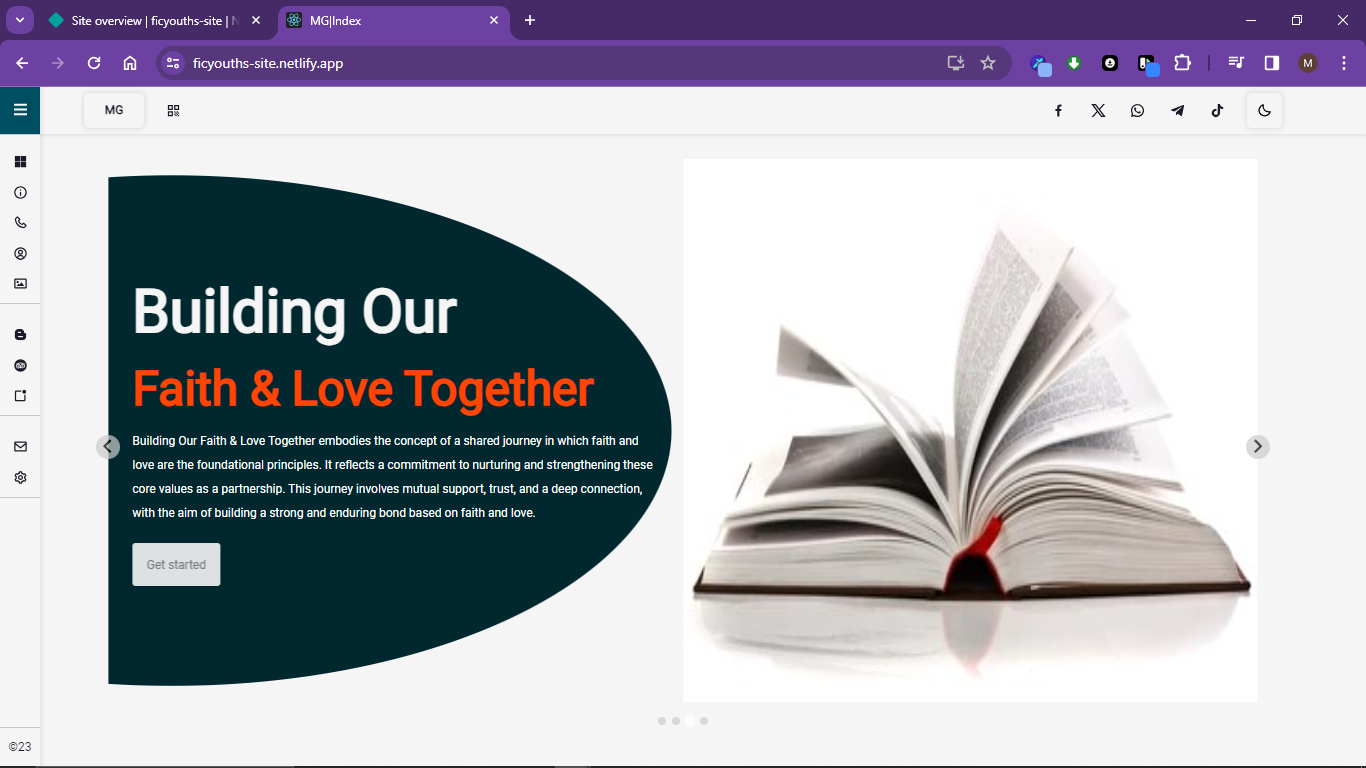 Site overview | ficyouths-site | N
MG|Index
ficyouths-site.netlify.app
M
MG
Building Our
Faith & Love Together
Building Our Faith & Love Together embodies the concept of a shared journey in which faith and
love are the foundational principles. It reflects a commitment to nurturing and strengthening these
core values as a partnership. This journey involves mutual support, trust, and a deep connection,
with the aim of building a strong and enduring bond based on faith and love.
Get started
©23